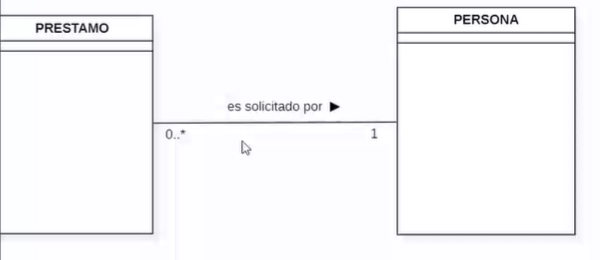 PRESTAMO
PERSONA
es solicitado por ▶
0..*
1